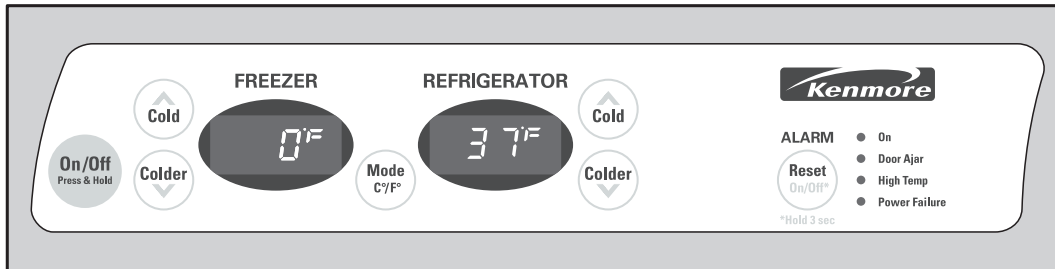 FREEZER
REFRIGERATOR
Cold
Colder
On/Off
Press & Hold
0°F
Mode
C°/F°
37°F
Cold
Colder
Kenmore
ALARM
Reset
On/Off*
*Hold 3 sec
On
Door Ajar
High Temp
Power Failure